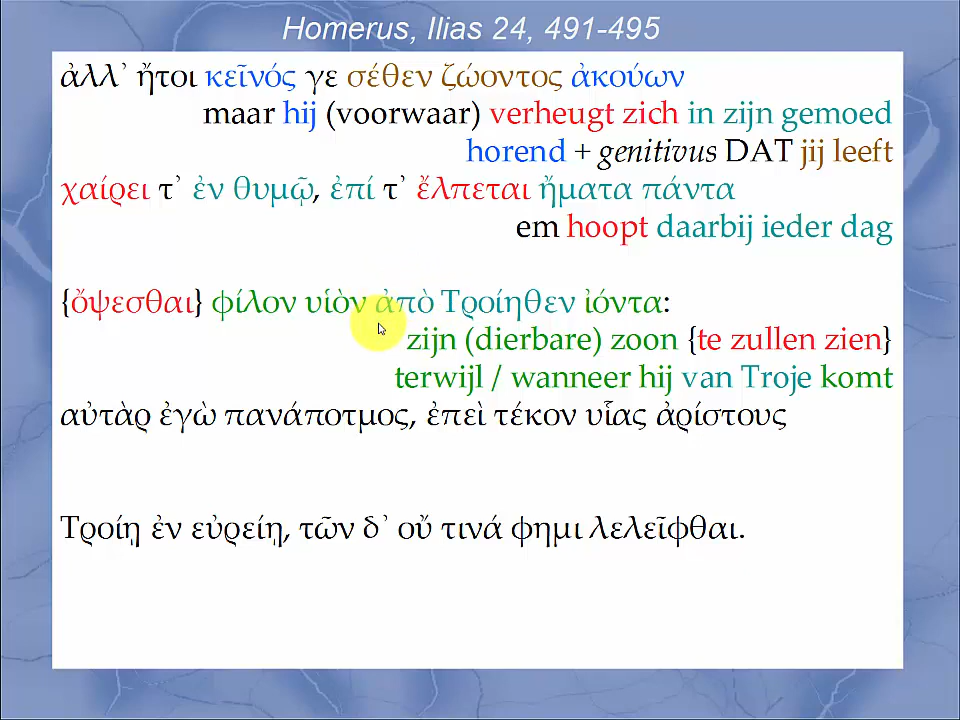 Homerus, Ilias 24, 491-495
ἀλλ᾽ ἤτοι κεῖνός γε σέθεν ζώοντος ἀκούων
maar hij (voorwaar) verheugt zich in zijn gemoed
horend + genitivus DAT jij leeft
χαίρει τ᾽ ἐν θυμῷ, ἐπί τ᾽ ἔλπεται ἤματα πάντα
em hoopt daarbij ieder dag
{ὄψεσθαι} φίλον υἱὸν ἀπὸ Τροίηθεν ἰόντα:
zijn (dierbare) zoon {te zullen zien}
terwijl / wanneer hij van Troje komt
αὐτὰρ ἐγὼ πανάποτμος, ἐπεὶ τέκον υἷας ἀρίστους
Τροίῃ ἐν εὐρείῃ, τῶν δ᾽ οὔ τινά φημι λελεῖφθαι.